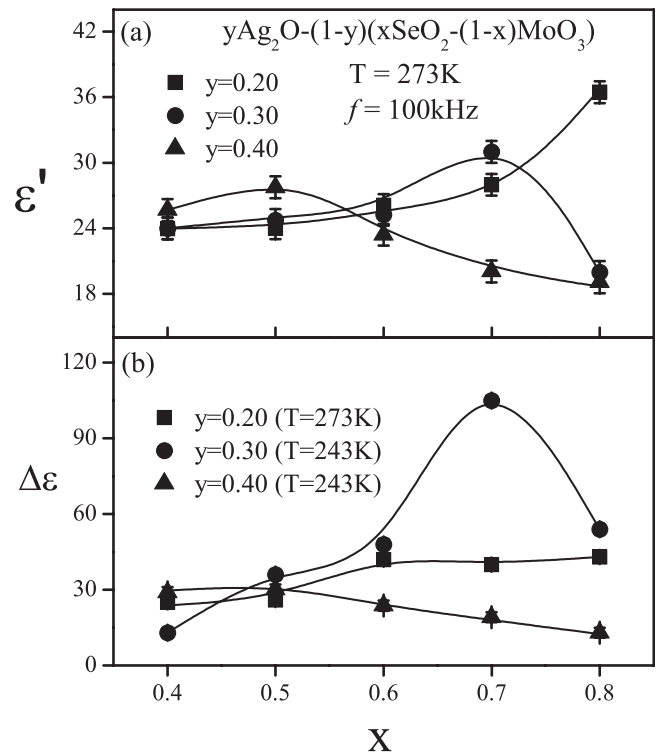 (a) yAg₂O-(1-y)(xSeO₂-(1-x)MoO₃)
y=0.20 T = 273K
y=0.30 f = 100kHz
y=0.40
ε'
42
36
30
24
18
(b)
y=0.20 (T=273K)
y=0.30 (T=243K)
y=0.40 (T=243K)
Δε
120
90
60
30
0
0.4 0.5 0.6 0.7 0.8
X